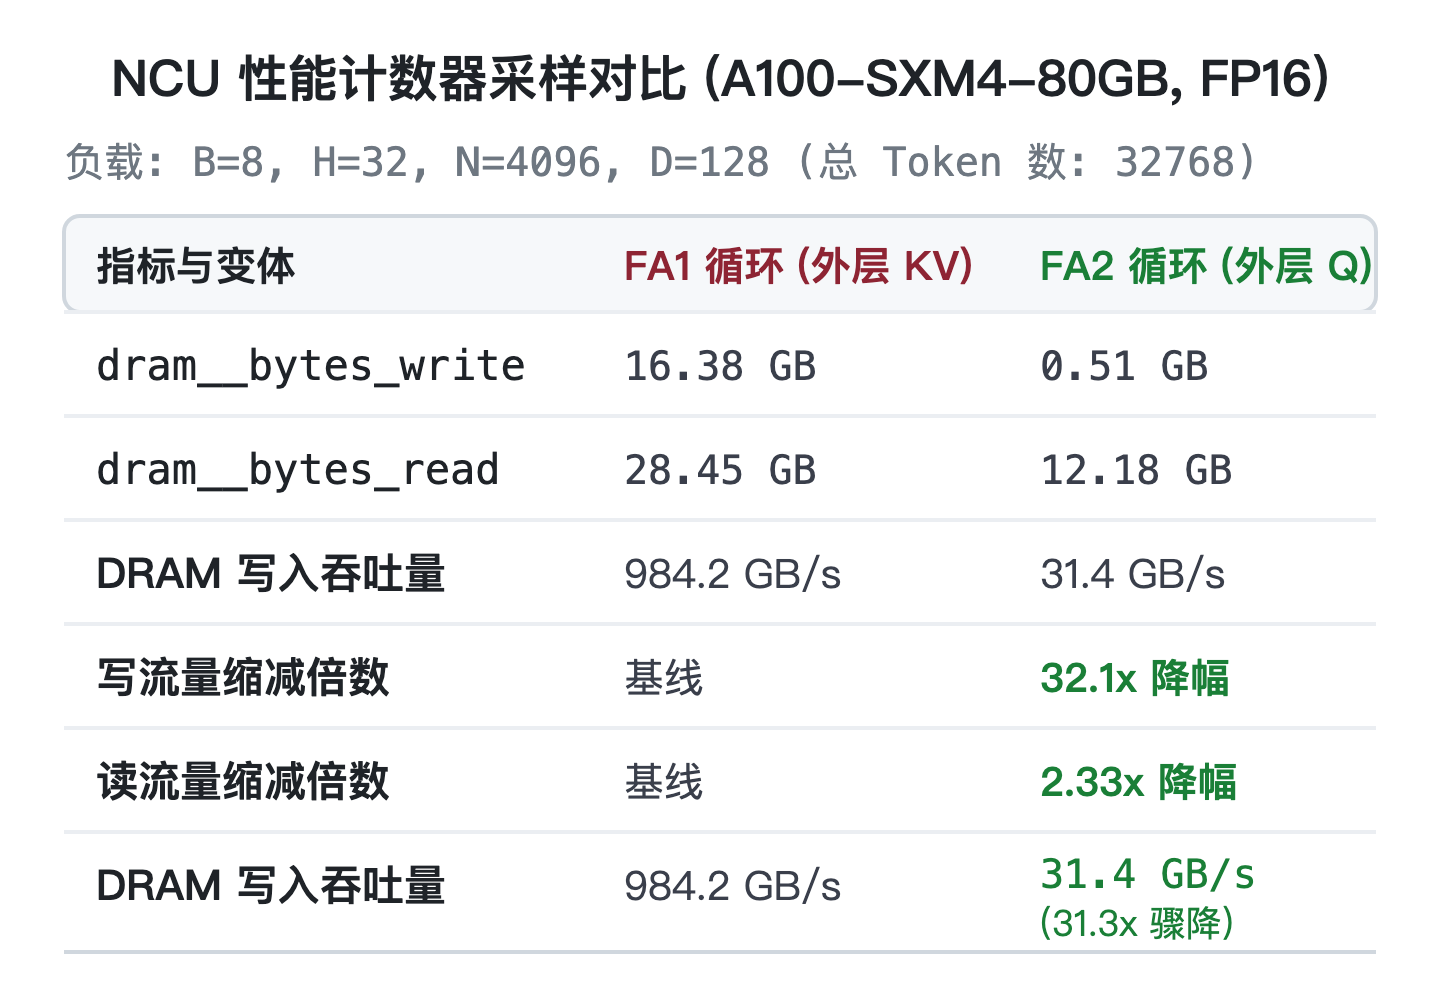 NCU 性能计数器采样对比 (A100-SXM4-80GB, FP16)
负载: B=8, H=32, N=4096, D=128 (总 Token 数: 32768)
指标与变体 FA1 循环 (外层 KV) FA2 循环 (外层 Q)
dram__bytes_write 16.38 GB 0.51 GB
dram__bytes_read 28.45 GB 12.18 GB
DRAM 写入吞吐量 984.2 GB/s 31.4 GB/s
写流量缩减倍数 基线 32.1x 降幅
读流量缩减倍数 基线 2.33x 降幅
DRAM 写入吞吐量 984.2 GB/s 31.4 GB/s
(31.3x 骤降)